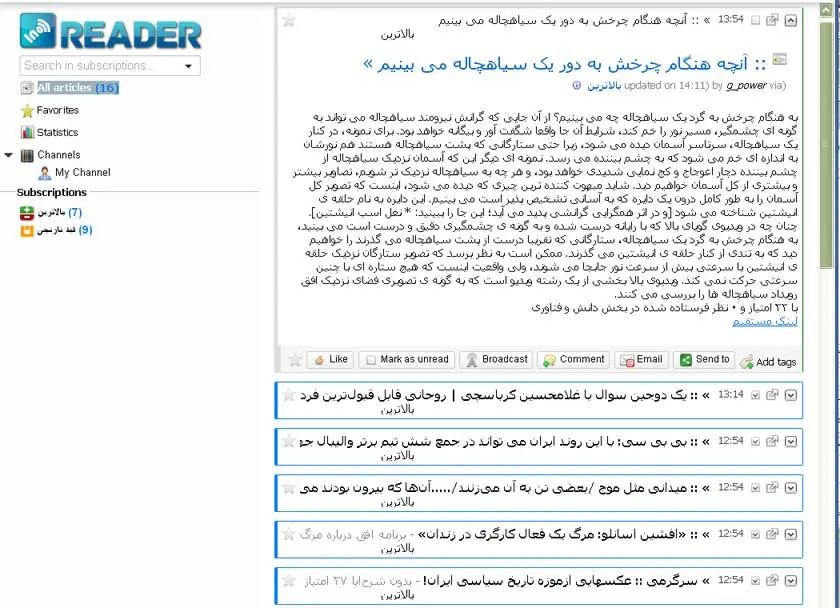 Inoreader
Search in subscriptions...
All articles (16)
Favorites
Statistics
Channels
My Channel
Subscriptions
بالاترین (7)
فید نارنجی (9)
13:54 » :: آنچه هنگام چرخش به دور یک سیاهچاله می بینیم
بالاترین
:: آنچه هنگام چرخش به دور یک سیاهچاله می بینیم »
بالاترین updated on 14:11) by g_power via)
به هنگام چرخش به گرد یک سیاهچاله چه می بینیم؟ از آن جایی که گرانش نیرومند سیاهچاله می تواند به
گونه ای چشمگیر، مسیر نور را خم کند، شرایط آن جا واقعا شگفت آور و بیگانه خواهد بود. برای نمونه، در کنار
یک سیاهچاله، سرتاسر آسمان دیده می شود، زیرا حتی ستارگانی که پشت سیاهچاله هستند هم نورشان
به اندازه ای خم می شود که به چشم بیننده می رسد. نمونه ای دیگر این که آسمان نزدیک سیاهچاله از
چشم بیننده دچار اعوجاج و کج نمایی شدیدی خواهد بود، و هر چه به سیاهچاله نزدیک تر شویم، تصاویر بیشتر
و بیشتری از کل آسمان خواهیم دید. شاید مبهوت کننده ترین چیزی که دیده می شود، اینست که تصویر کل
آسمان را به طور کامل درون یک دایره که به آسانی تشخیص پذیر است می بینیم. این دایره به نام حلقه ی
انیشتین شناخته می شود [و در اثر همگرایی گرانشی پدید می آید؛ این جا را ببینید: * نعل اسب انیشتین].
چنان چه در ویدیوی گویای بالا که با رایانه درست شده و به گونه ی چشمگیری دقیق و درست است می بینید،
به هنگام چرخش به گرد یک سیاهچاله، ستارگانی که تقریبا درست از پشت سیاهچاله می گذرند را خواهیم
دید که به تندی از کنار حلقه ی انیشتین می گذرند. ممکن است به نظر برسد که تصویر ستارگان نزدیک حلقه
ی انیشتین با سرعتی بیش از سرعت نور جابجا می شوند، ولی واقعیت اینست که هیچ ستاره ای با چنین
سرعتی حرکت نمی کند. ویدیوی بالا بخشی از یک رشته ویدیو است که به گونه ی تصویری فضای نزدیک افق
رویداد سیاهچاله ها را بررسی می کنند.
با ۲۲ امتیاز و ۰ نظر فرستاده شده در بخش دانش و فناوری
لینک مستقیم
Like Mark as unread Broadcast Comment Email Send to Add tags
13:14 » :: یک دوجین سوال با غلامحسین کرباسچی | روحانی قابل قبول‌ترین فرد
بالاترین
12:54 » :: بی بی سی: با این روند ایران می تواند در جمع شش تیم برتر والیبال جه
بالاترین
12:54 » :: میدانی مثل موج /بعضی تن به آن می‌زنند/.....آن‌ها که بیرون بودند می
بالاترین
12:54 » :: «افشین اسانلو: مرگ یک فعال کارگری در زندان» - برنامه افق درباره مرگ
بالاترین
12:54 » سرگرمی :: عکسهایی ازموزه تاریخ سیاسی ایران! - بدون شرح!با ۲۷ امتیاز
بالاترین